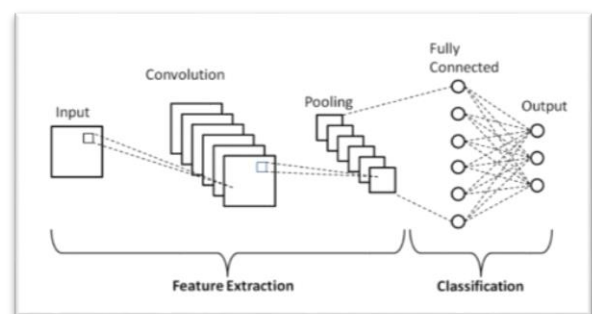 Input
Convolution
Pooling
Fully
Connected
Output
Feature Extraction
Classification